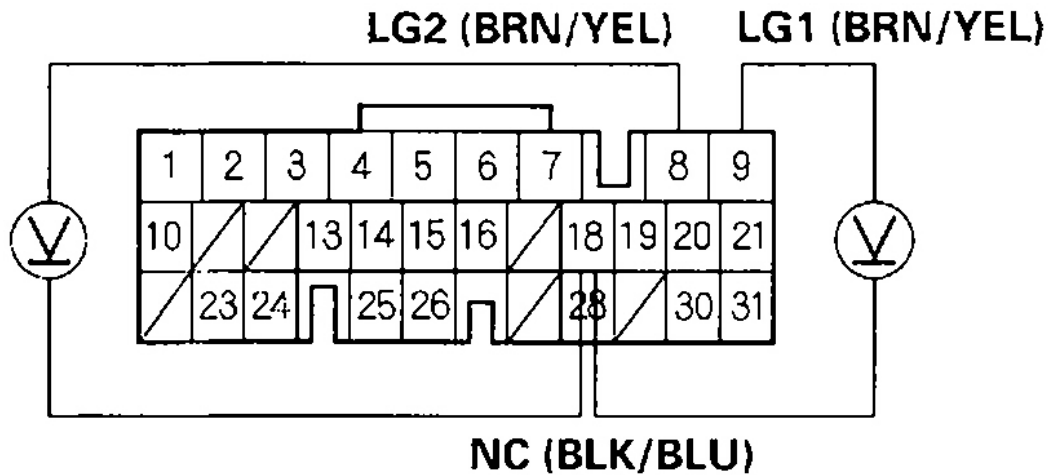 LG2 (BRN/YEL) LG1 (BRN/YEL)
1 2 3 4 5 6 7 8 9
V 10 13 14 15 16 18 19 20 21 V
23 24 25 26 28 30 31
NC (BLK/BLU)